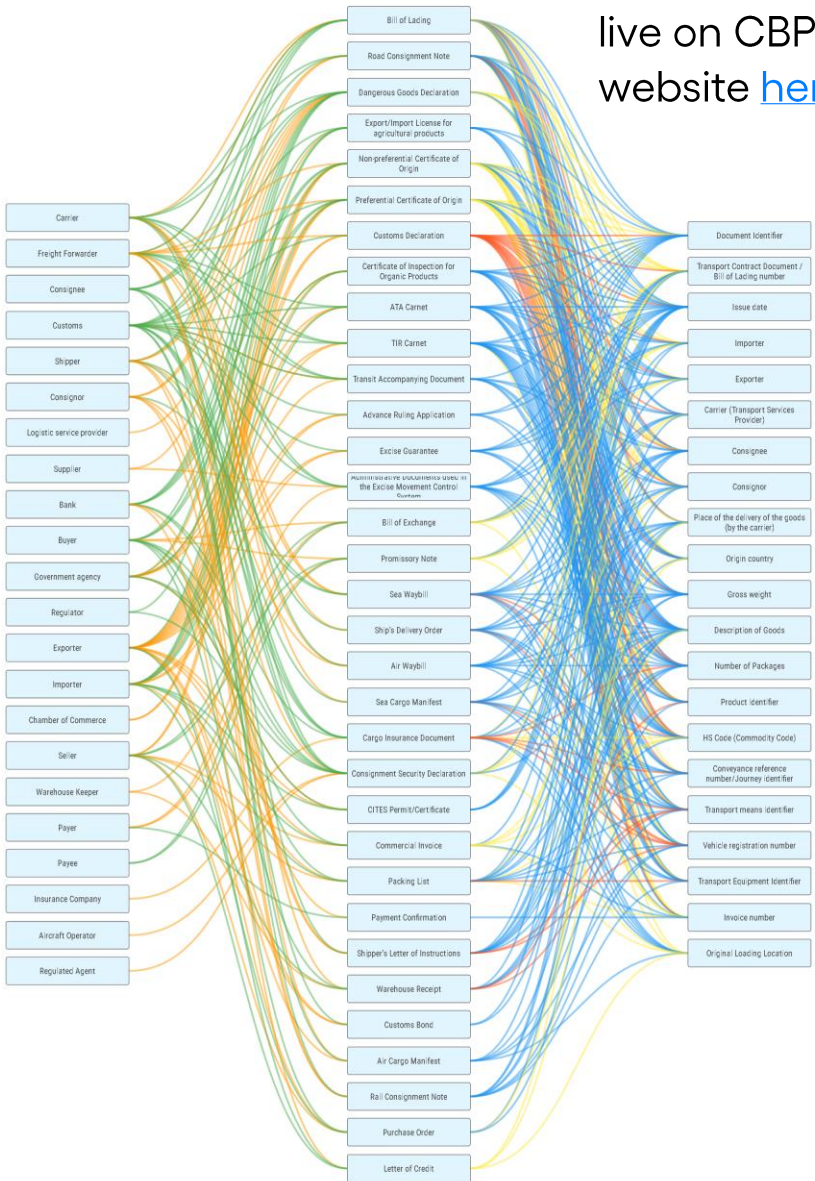 live on CBP
website her
Bill of Lading
Road Consignment Note
Dangerous Goods Declaration
Export/Import License for
agricultural products
Non-preferential Certificate of
Origin
Preferential Certificate of Origin
Customs Declaration
Certificate of Inspection for
Organic Products
ATA Carnet
TIR Carnet
Transit Accompanying Document
Advance Ruling Application
Excise Guarantee
Administrative Documents used in
the Excise Movement Control
System
Bill of Exchange
Promissory Note
Sea Waybill
Ship's Delivery Order
Air Waybill
Sea Cargo Manifest
Cargo Insurance Document
Consignment Security Declaration
CITES Permit/Certificate
Commercial Invoice
Packing List
Payment Confirmation
Shipper's Letter of Instructions
Warehouse Receipt
Customs Bond
Air Cargo Manifest
Rail Consignment Note
Purchase Order
Letter of Credit
Carrier
Freight Forwarder
Consignee
Customs
Shipper
Consignor
Logistic service provider
Supplier
Bank
Buyer
Government agency
Regulator
Exporter
Importer
Chamber of Commerce
Seller
Warehouse Keeper
Payer
Payee
Insurance Company
Aircraft Operator
Regulated Agent
Document Identifier
Transport Contract Document /
Bill of Lading number
Issue date
Importer
Exporter
Carrier (Transport Services
Provider)
Consignee
Consignor
Place of the delivery of the goods
(by the carrier)
Origin country
Gross weight
Description of Goods
Number of Packages
Product identifier
HS Code (Commodity Code)
Conveyance reference
number/Journey identifier
Transport means identifier
Vehicle registration number
Transport Equipment Identifier
Invoice number
Original Loading Location